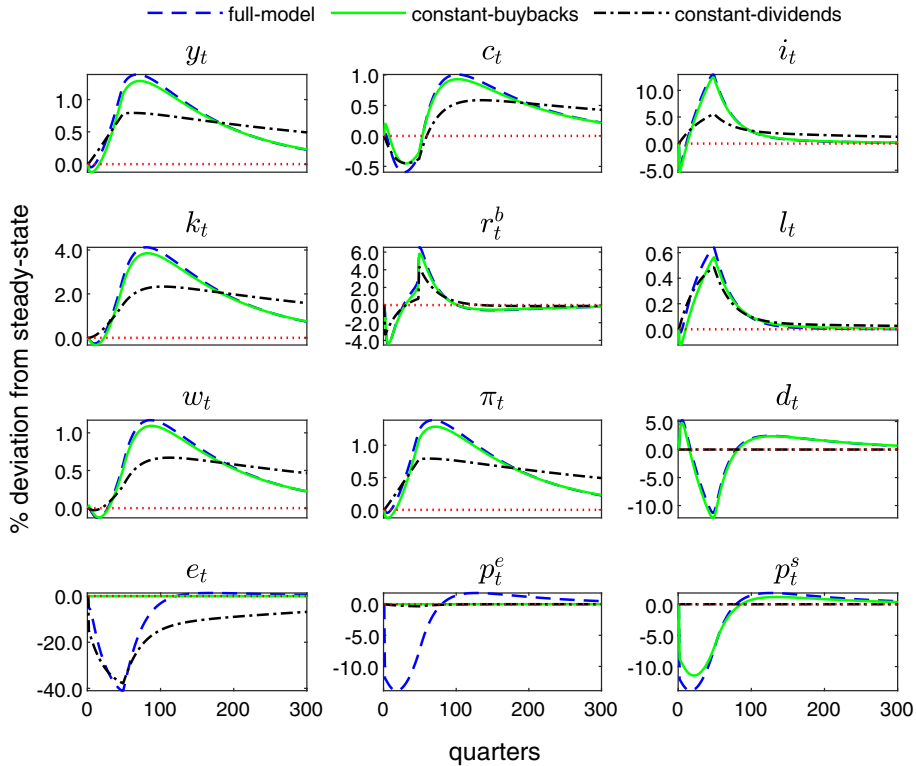 full-model constant-buybacks constant-dividends
y_t c_t i_t
1.0 0.5 0.0
1.0 0.5 0.0 -0.5
10.0 5.0 0.0 -5.0
k_t r_t^b l_t
4.0 2.0 0.0
6.0 4.0 2.0 0.0 -2.0 -4.0
0.6 0.4 0.2 0.0
% deviation from steady-state
w_t π_t d_t
1.0 0.5 0.0
1.0 0.5 0.0
5.0 0.0 -5.0 -10.0
e_t p_t^e p_t^s
0.0 -20.0 -40.0
0.0 -5.0 -10.0
0.0 -5.0 -10.0
0 100 200 300 0 100 200 300 0 100 200 300
quarters